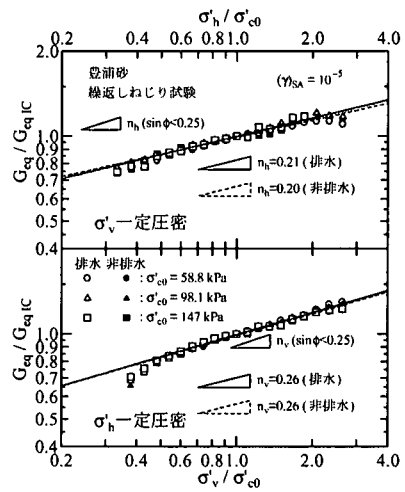 σ'h / σ'c0
0.2 0.4 0.6 0.8 1.0 2.0 4.0
2.0
豊浦砂
繰返しねじり試験
(γ)SA = 10-5
nh (sinφ<0.25)
1.0
0.9
0.8
0.7
0.6
0.5
0.4
Geq / Geq IC
nh=0.21 (排水)
nh=0.20 (非排水)
σ'v 一定圧密
排水 非排水
: σ'c0 = 58.8 kPa
: σ'c0 = 98.1 kPa
: σ'c0 = 147 kPa
1.0
0.9
0.8
0.7
0.6
0.5
0.4
Geq / Geq IC
nv (sinφ<0.25)
nv=0.26 (排水)
nv=0.26 (非排水)
σ'h 一定圧密
0.2 0.4 0.6 0.8 1.0 2.0 4.0
σ'v / σ'c0